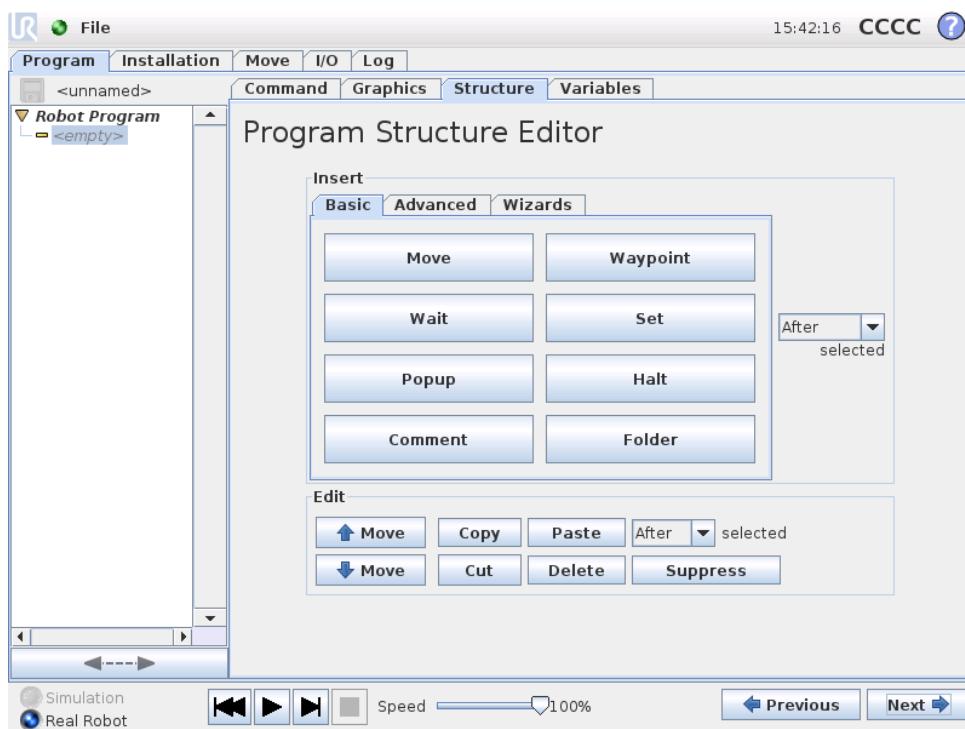 UR File 15:42:16 CCCC ?
Program Installation Move I/O Log
<unnamed> Command Graphics Structure Variables
Robot Program
<empty>
Program Structure Editor
Insert
Basic Advanced Wizards
Move Waypoint
Wait Set
After
selected
Popup Halt
Comment Folder
Edit
Move Copy Paste After selected
Move Cut Delete Suppress
Simulation
Real Robot
Speed 100% Previous Next